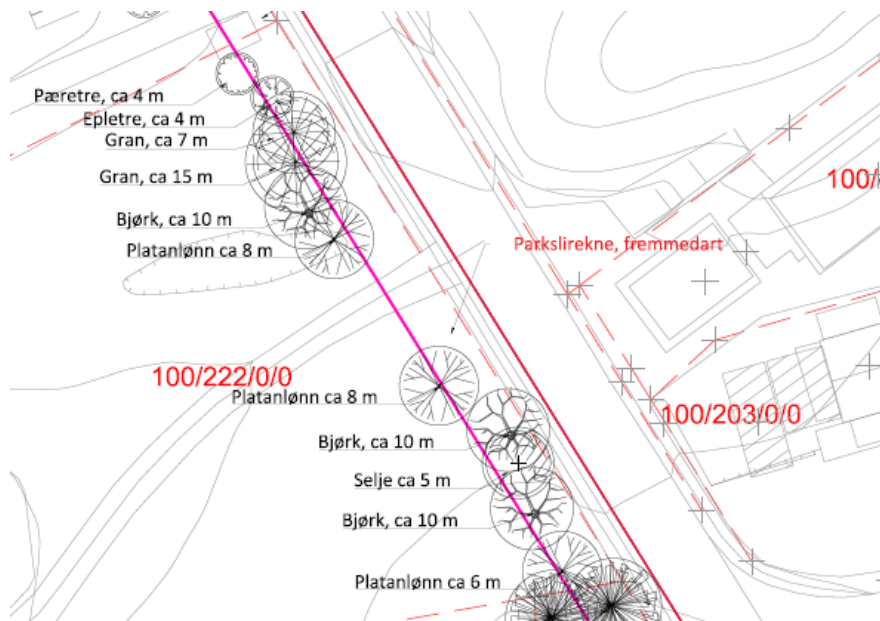 Pæretre, ca 4 m
Epletre, ca 4 m
Gran, ca 7 m
Gran, ca 15 m
100/
Bjørk, ca 10 m
Platanlønn ca 8 m
Parkslirekne, fremmedart
100/222/0/0
Platanlønn ca 8 m
100/203/0/0
Bjørk, ca 10 m
Selje ca 5 m
Bjørk, ca 10 m
Platanlønn ca 6 m